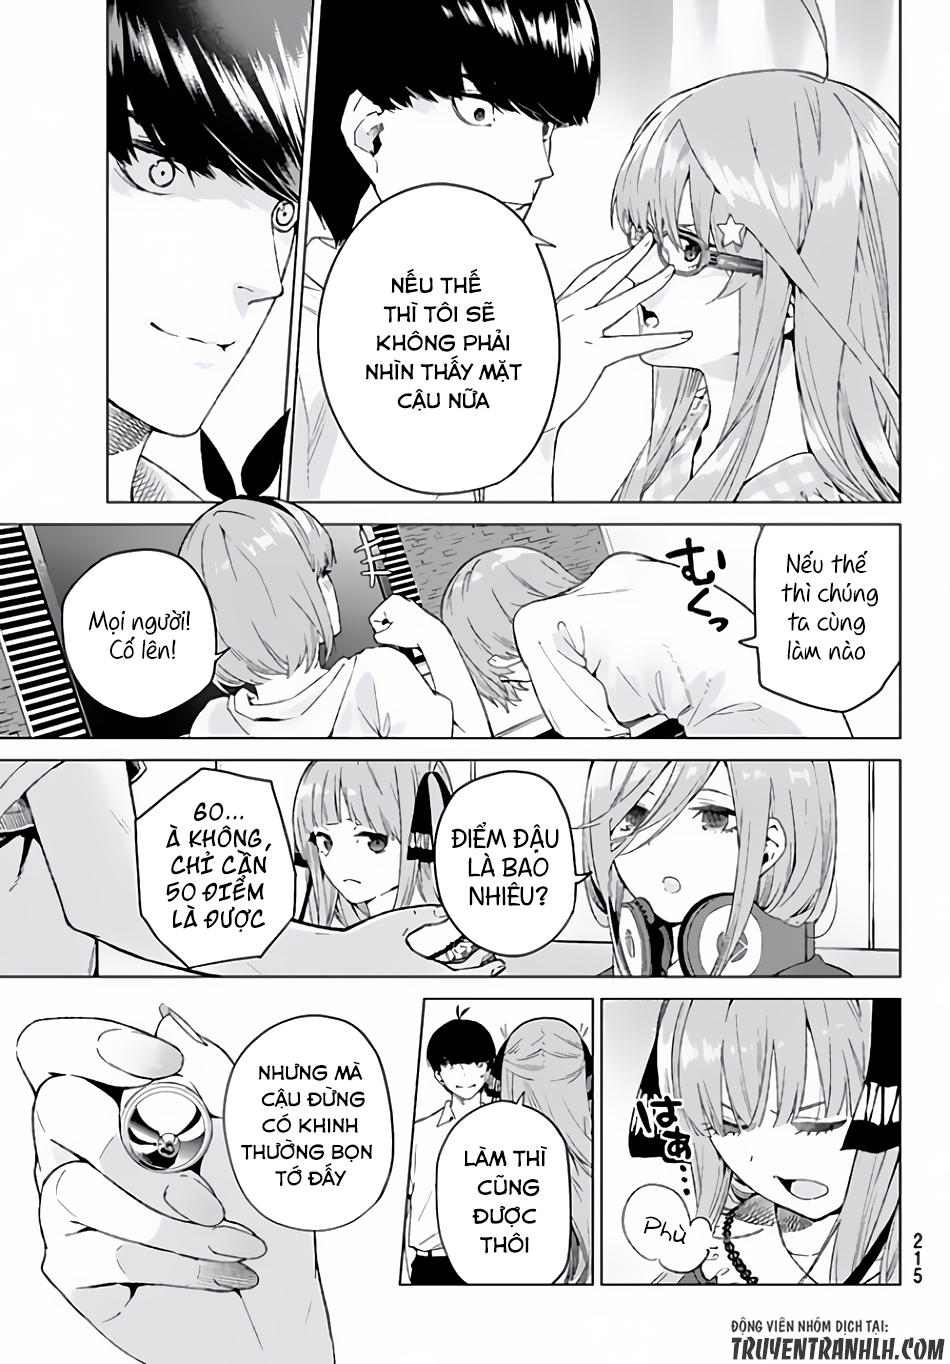 NẾU THẾ
THÌ TÔI SẼ
KHÔNG PHẢI
NHÌN THẤY MẶT
CẬU NỮA
Nếu thế
thì chúng
ta cùng
làm nào
むくっ
Mọi người!
Cố lên!
ĐIỂM ĐẬU
LÀ BAO
NHIÊU?
60...
À KHÔNG,
CHỈ CẦN
50 ĐIỂM
LÀ ĐƯỢC
はぁ...
Phù
LÀM THÌ
CŨNG
ĐƯỢC
THÔI
NHƯNG MÀ
CẬU ĐỪNG
CÓ KHINH
THƯỜNG BỌN
TỚ ĐẤY
215
ĐỘNG VIÊN NHÓM DỊCH TẠI:
TRUYENTRANHLH.COM